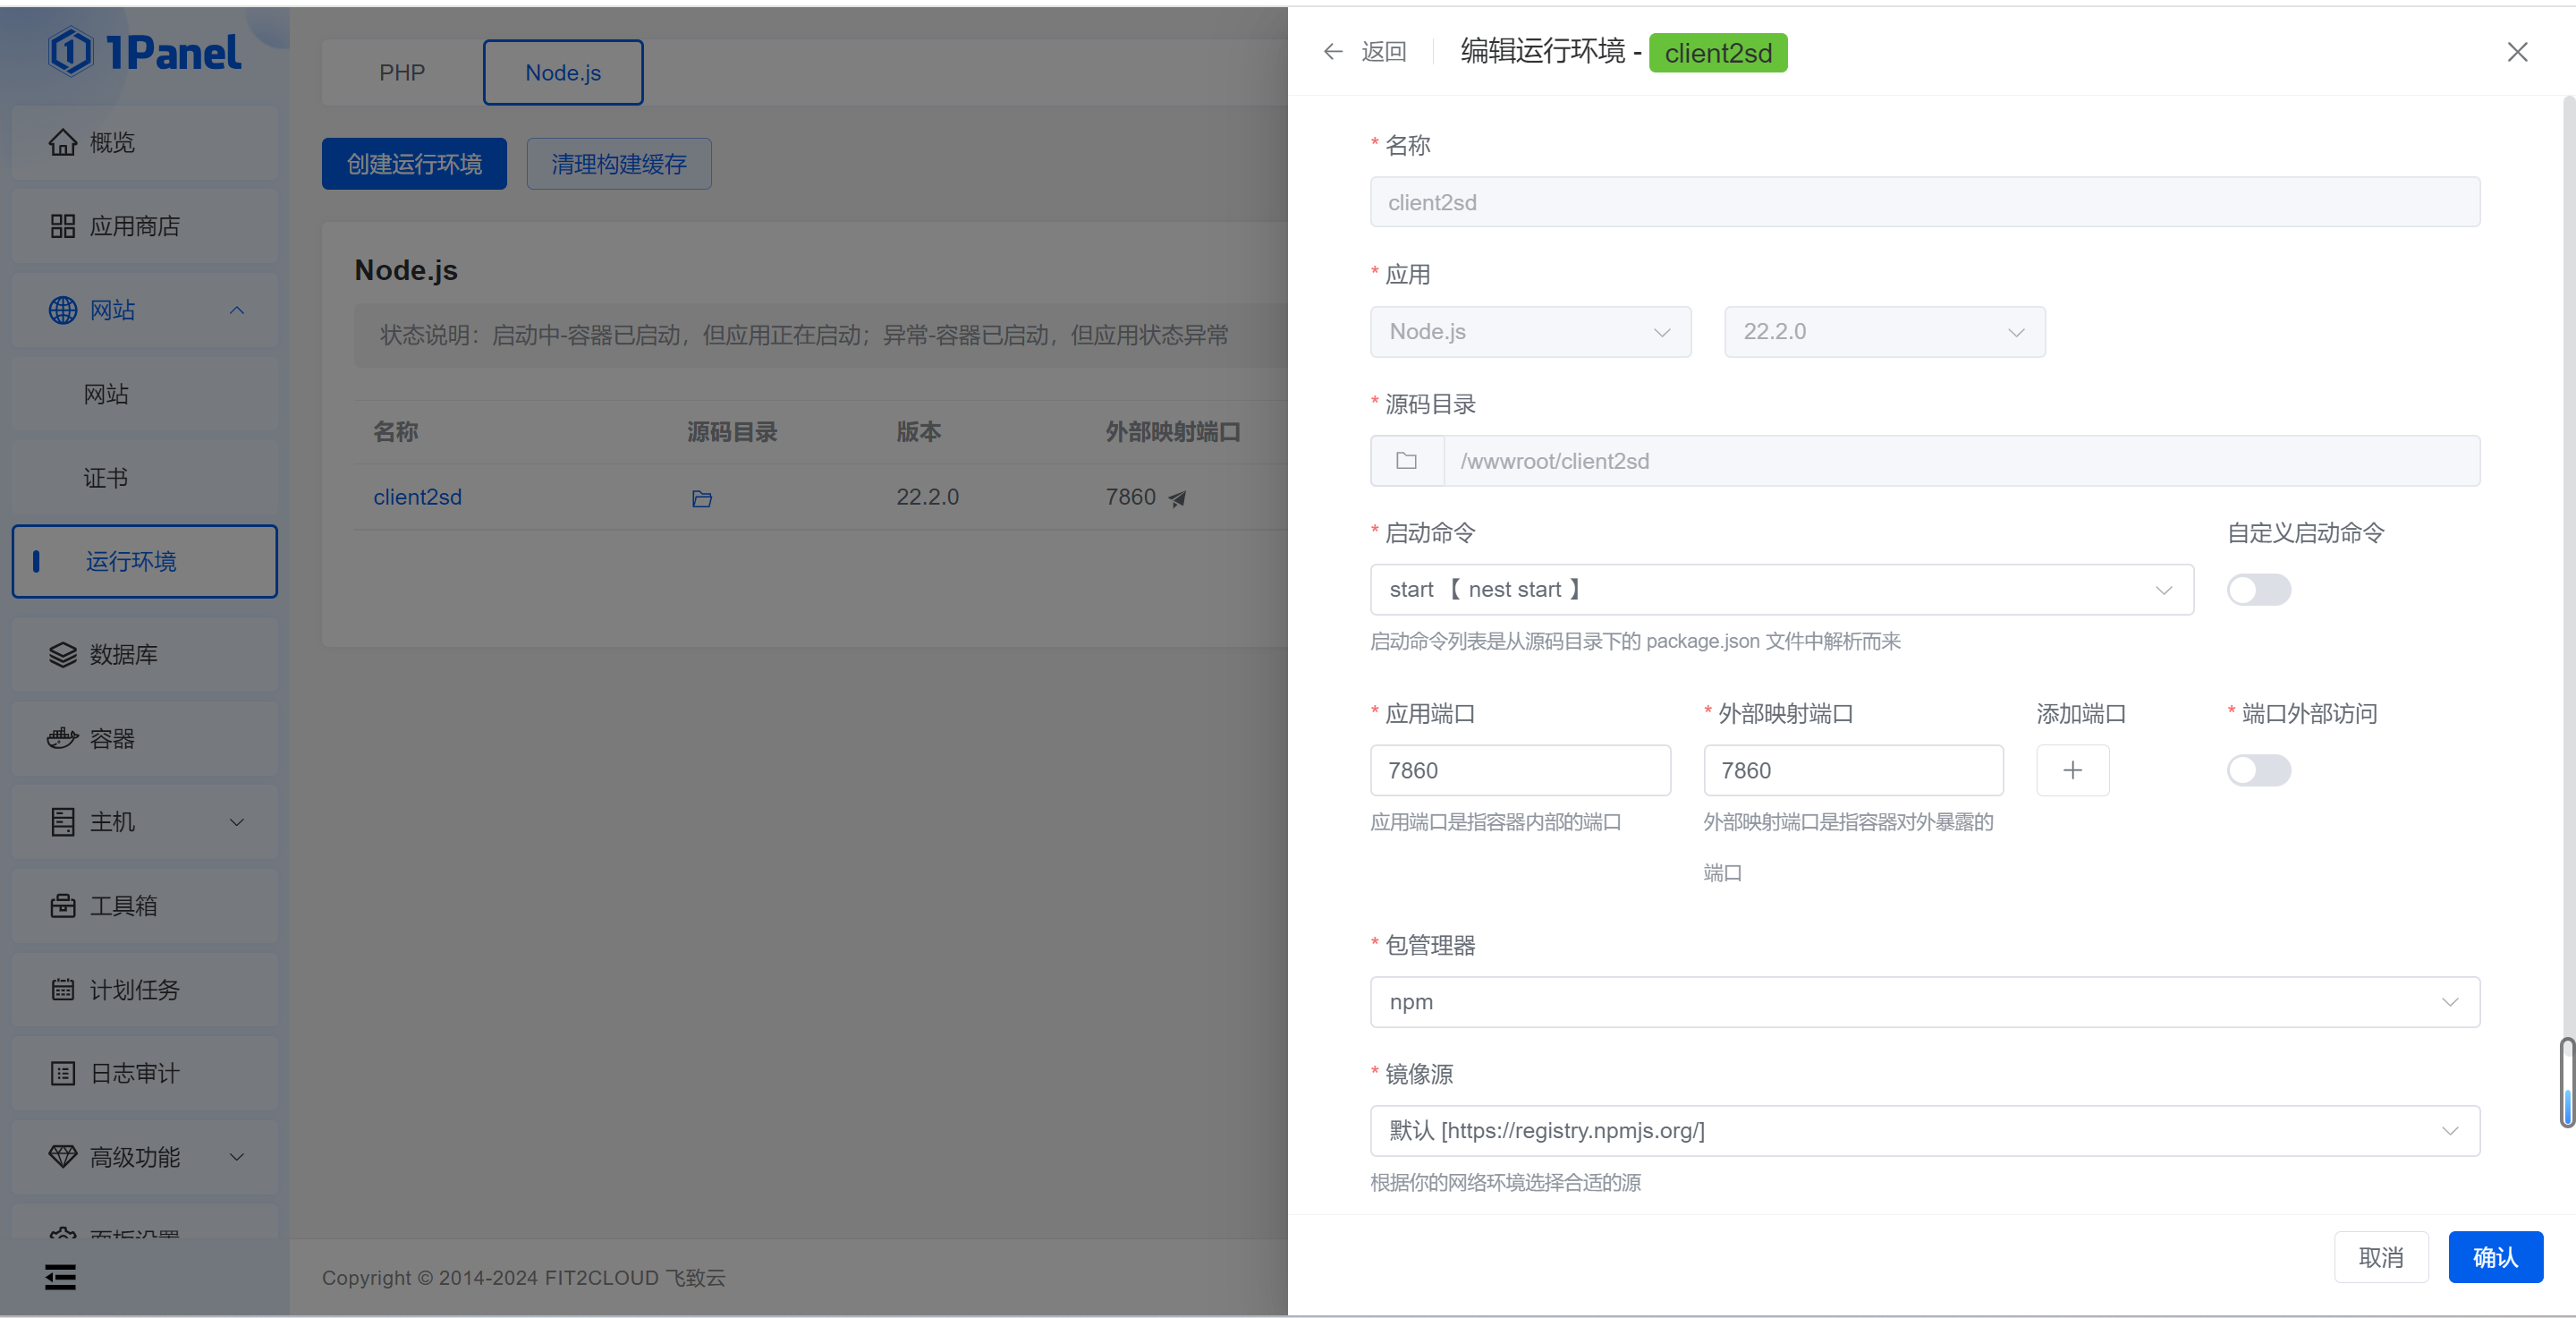 1Panel
概览
应用商店
网站
网站
证书
运行环境
数据库
容器
主机
工具箱
计划任务
日志审计
高级功能
面板设置
PHP
Node.js
创建运行环境
清理构建缓存
Node.js
状态说明：启动中-容器已启动，但应用正在启动；异常-容器已启动，但应用状态异常
名称 源码目录 版本 外部映射端口
client2sd 22.2.0 7860
Copyright © 2014-2024 FIT2CLOUD 飞致云
返回 编辑运行环境 - client2sd
* 名称
client2sd
* 应用
Node.js 22.2.0
* 源码目录
/wwwroot/client2sd
* 启动命令 自定义启动命令
start 【 nest start 】
启动命令列表是从源码目录下的 package.json 文件中解析而来
* 应用端口 * 外部映射端口 添加端口 * 端口外部访问
7860 7860
应用端口是指容器内部的端口 外部映射端口是指容器对外暴露的
端口
* 包管理器
npm
* 镜像源
默认 [https://registry.npmjs.org/]
根据你的网络环境选择合适的源
取消 确认